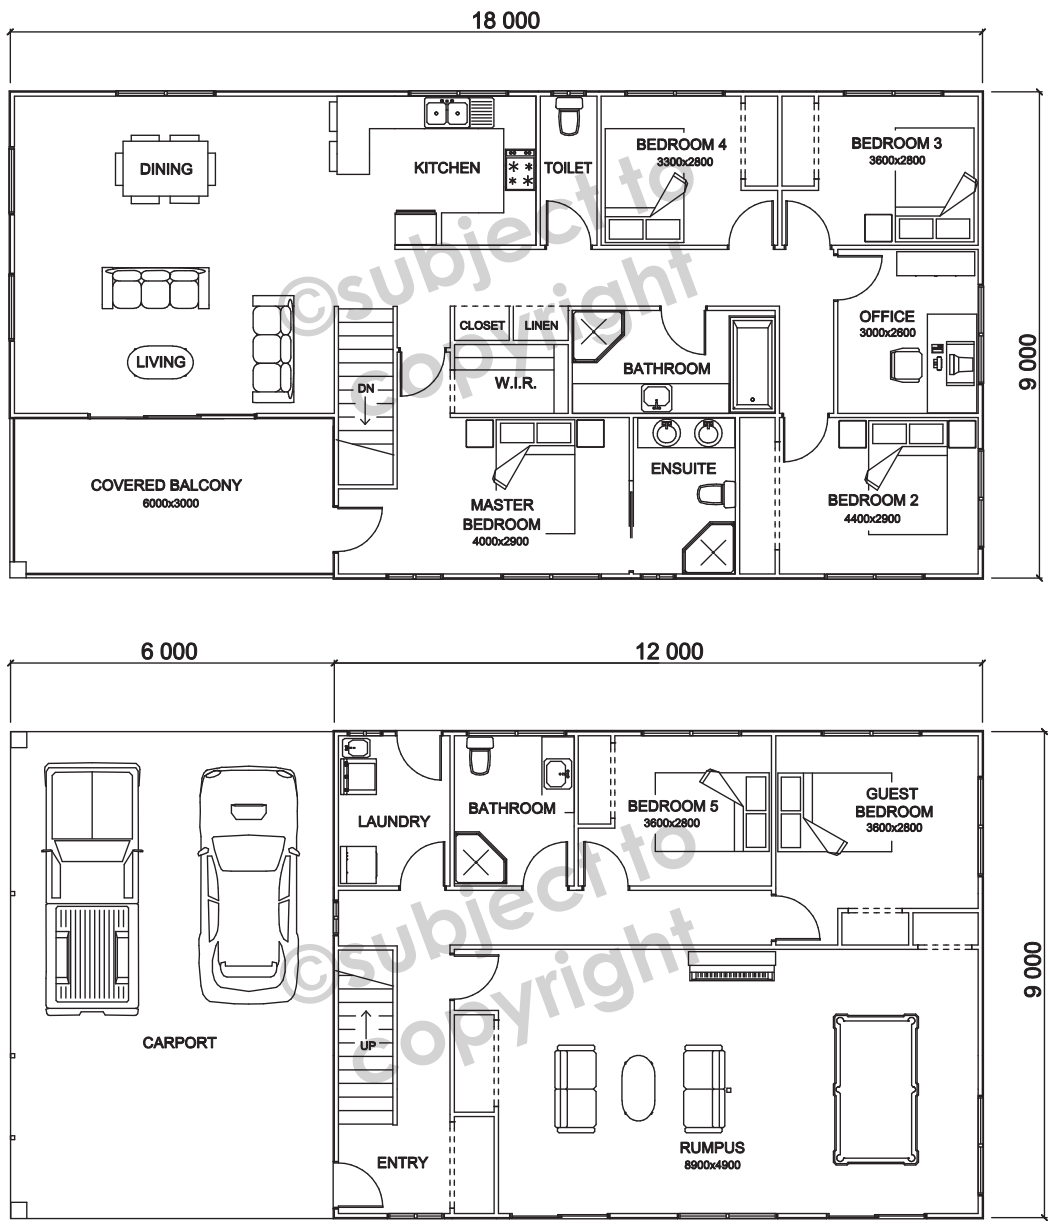 18 000
DINING
KITCHEN
TOILET
BEDROOM 4
3300x2800
BEDROOM 3
3600x2800
©subject to
copyright
LIVING
CLOSET
LINEN
W.I.R.
DN
BATHROOM
OFFICE
3000x2600
9 000
COVERED BALCONY
6000x3000
MASTER
BEDROOM
4000x2900
ENSUITE
BEDROOM 2
4400x2900
6 000
12 000
LAUNDRY
BATHROOM
BEDROOM 5
3600x2800
GUEST
BEDROOM
3600x2800
©subject to
copyright
9 000
CARPORT
UP
ENTRY
RUMPUS
8900x4900